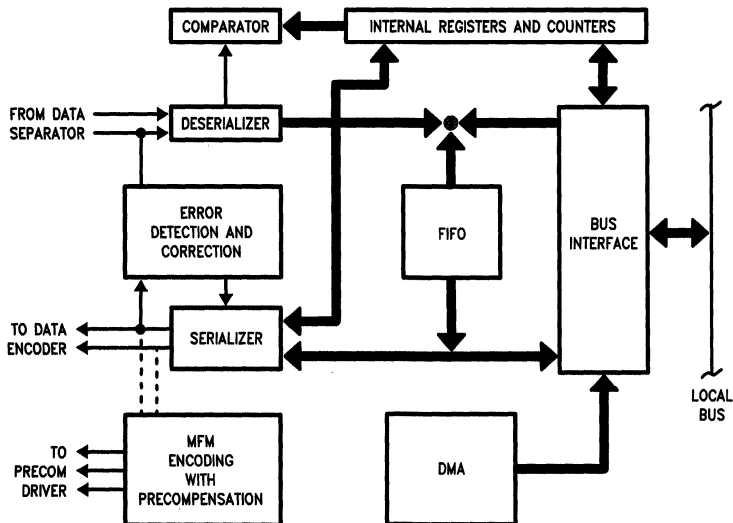 COMPARATOR
INTERNAL REGISTERS AND COUNTERS
FROM DATA
SEPARATOR
DESERIALIZER
ERROR
DETECTION AND
CORRECTION
FIFO
BUS
INTERFACE
TO DATA
ENCODER
SERIALIZER
LOCAL
BUS
MFM
ENCODING
WITH
PRECOMPENSATION
TO
PRECOM
DRIVER
DMA